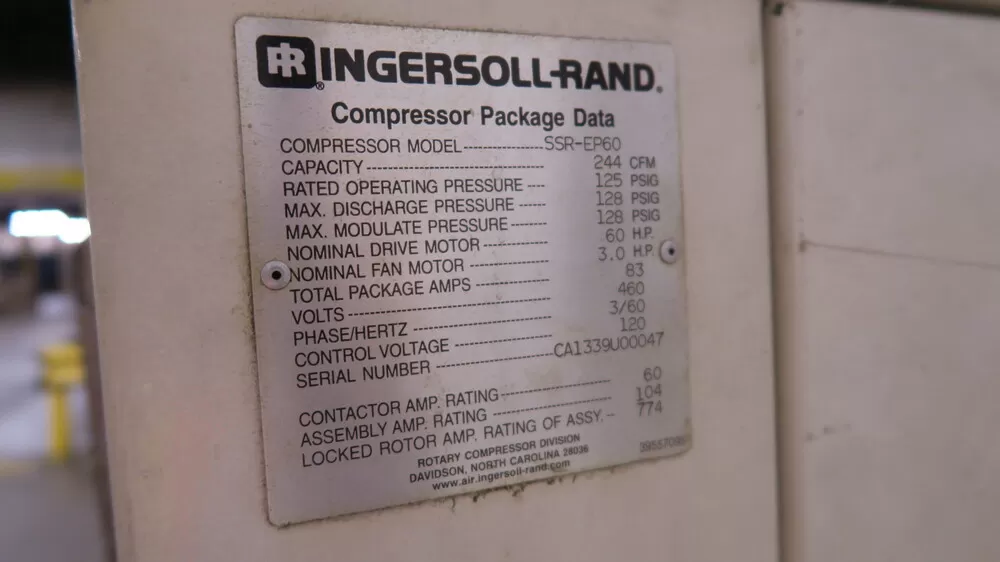 IR INGERSOLL-RAND.®
Compressor Package Data
COMPRESSOR MODEL---------------SSR-EP60
CAPACITY----------------------------------- 244 CFM
RATED OPERATING PRESSURE ---- 125 PSIG
MAX. DISCHARGE PRESSURE ------ 128 PSIG
MAX. MODULATE PRESSURE-------- 128 PSIG
NOMINAL DRIVE MOTOR-------------- 60 H.P.
NOMINAL FAN MOTOR ---------------- 3.0 H.P.
TOTAL PACKAGE AMPS --------------- 83
VOLTS---------------------------------------- 460
PHASE/HERTZ --------------------------- 3/60
CONTROL VOLTAGE ------------------- 120
SERIAL NUMBER ----------------------- CA1339U00047
CONTACTOR AMP. RATING--------------------- 60
ASSEMBLY AMP. RATING ---------------------- 104
LOCKED ROTOR AMP. RATING OF ASSY. – 774
ROTARY COMPRESSOR DIVISION
DAVIDSON, NORTH CAROLINA 28036
www.air.ingersoll-rand.com